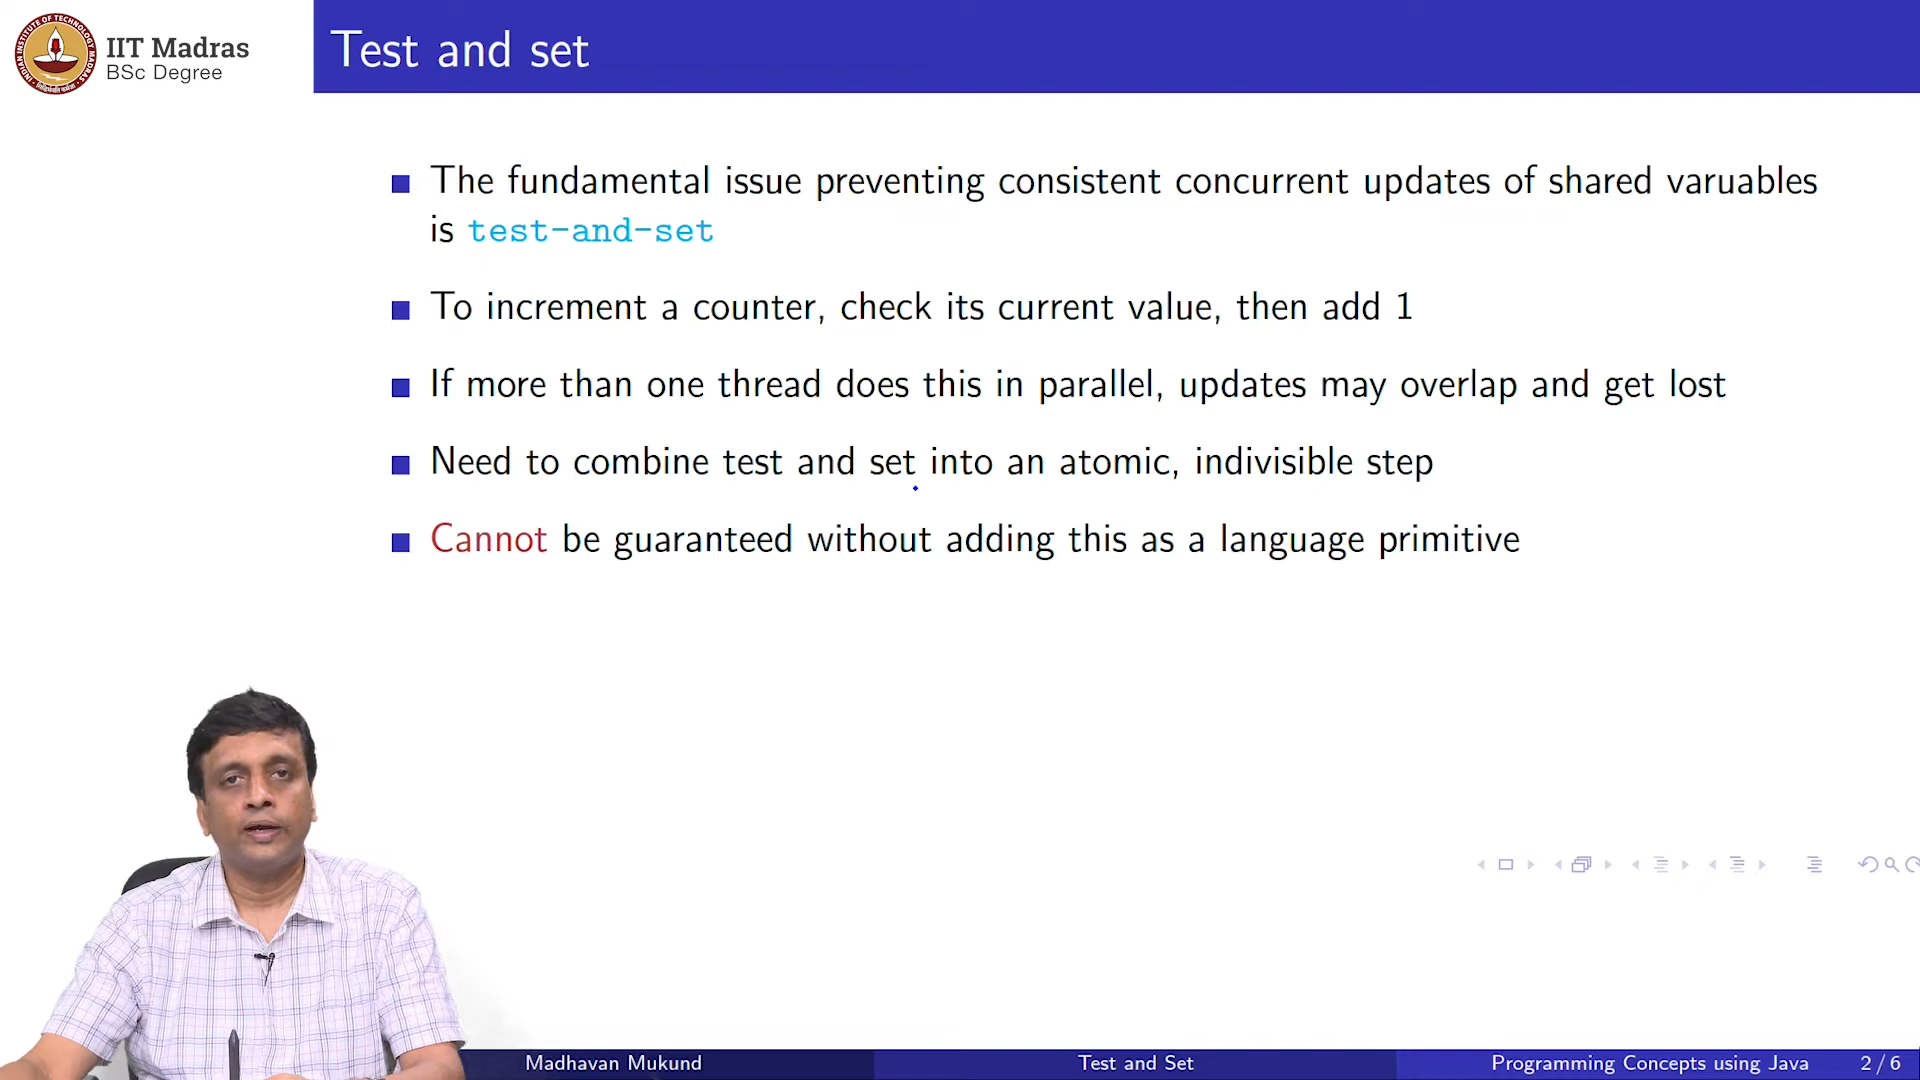 IIT Madras
BSc Degree
Test and set
The fundamental issue preventing consistent concurrent updates of shared varuables
is test-and-set
To increment a counter, check its current value, then add 1
If more than one thread does this in parallel, updates may overlap and get lost
Need to combine test and set into an atomic, indivisible step
Cannot be guaranteed without adding this as a language primitive
Madhavan Mukund
Test and Set
Programming Concepts using Java
2 / 6